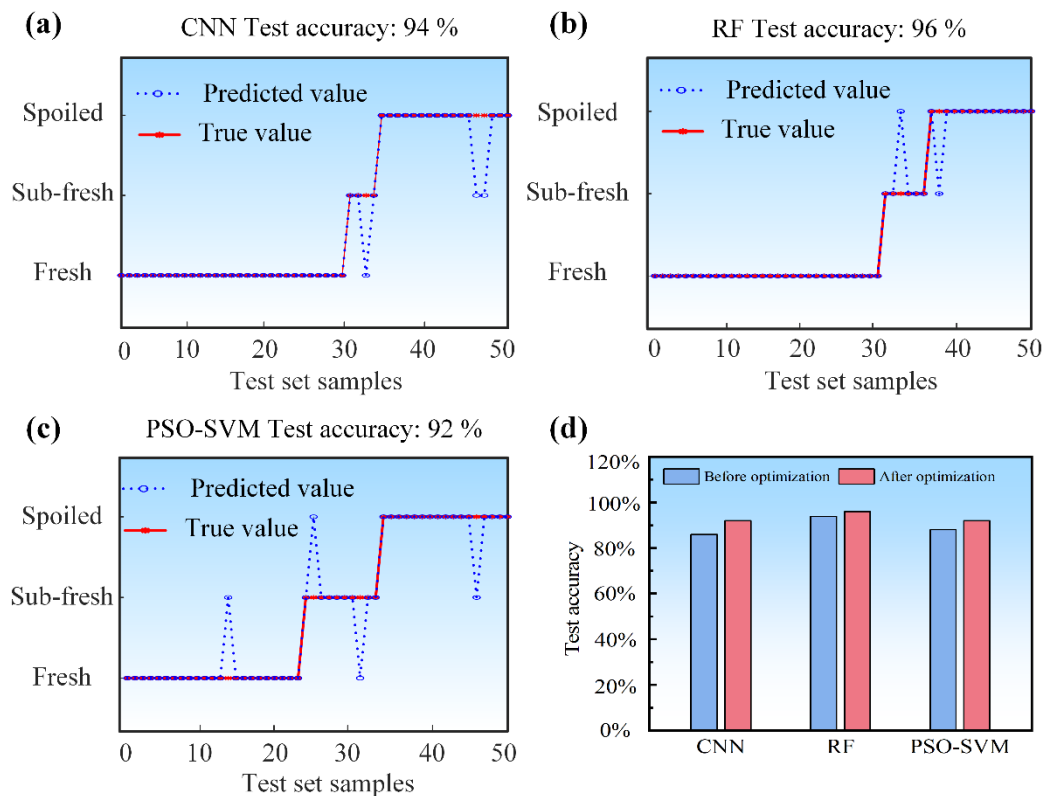 (a)
CNN Test accuracy: 94 %
Predicted value
True value
Spoiled
Sub-fresh
Fresh
0 10 20 30 40 50
Test set samples
(b)
RF Test accuracy: 96 %
Predicted value
True value
Spoiled
Sub-fresh
Fresh
0 10 20 30 40 50
Test set samples
(c)
PSO-SVM Test accuracy: 92 %
Predicted value
True value
Spoiled
Sub-fresh
Fresh
0 10 20 30 40 50
Test set samples
(d)
Before optimization After optimization
Test accuracy
120%
100%
80%
60%
40%
20%
0%
CNN RF PSO-SVM